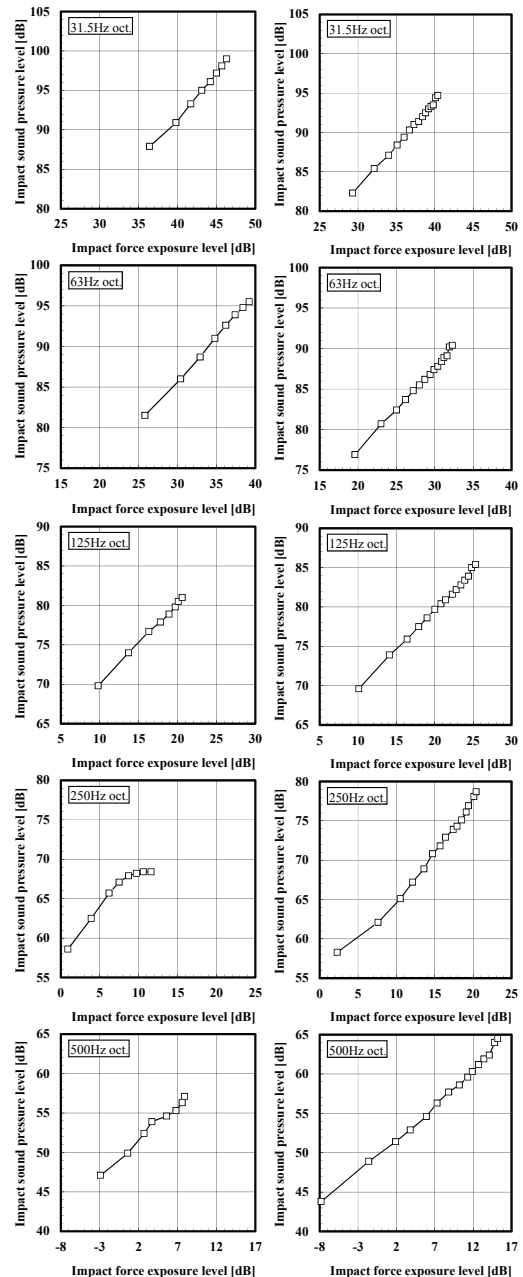 31.5Hz oct.
Impact sound pressure level [dB]
105
100
95
90
85
80
25 30 35 40 45 50
Impact force exposure level [dB]
31.5Hz oct.
Impact sound pressure level [dB]
105
100
95
90
85
80
25 30 35 40 45 50
Impact force exposure level [dB]
63Hz oct.
Impact sound pressure level [dB]
100
95
90
85
80
75
15 20 25 30 35 40
Impact force exposure level [dB]
63Hz oct.
Impact sound pressure level [dB]
100
95
90
85
80
75
15 20 25 30 35 40
Impact force exposure level [dB]
125Hz oct.
Impact sound pressure level [dB]
90
85
80
75
70
65
5 10 15 20 25 30
Impact force exposure level [dB]
125Hz oct.
Impact sound pressure level [dB]
90
85
80
75
70
65
5 10 15 20 25 30
Impact force exposure level [dB]
250Hz oct.
Impact sound pressure level [dB]
80
75
70
65
60
55
0 5 10 15 20 25
Impact force exposure level [dB]
250Hz oct.
Impact sound pressure level [dB]
80
75
70
65
60
55
0 5 10 15 20 25
Impact force exposure level [dB]
500Hz oct.
Impact sound pressure level [dB]
65
60
55
50
45
40
-8 -3 2 7 12 17
Impact force exposure level [dB]
500Hz oct.
Impact sound pressure level [dB]
65
60
55
50
45
40
-8 -3 2 7 12 17
Impact force exposure level [dB]